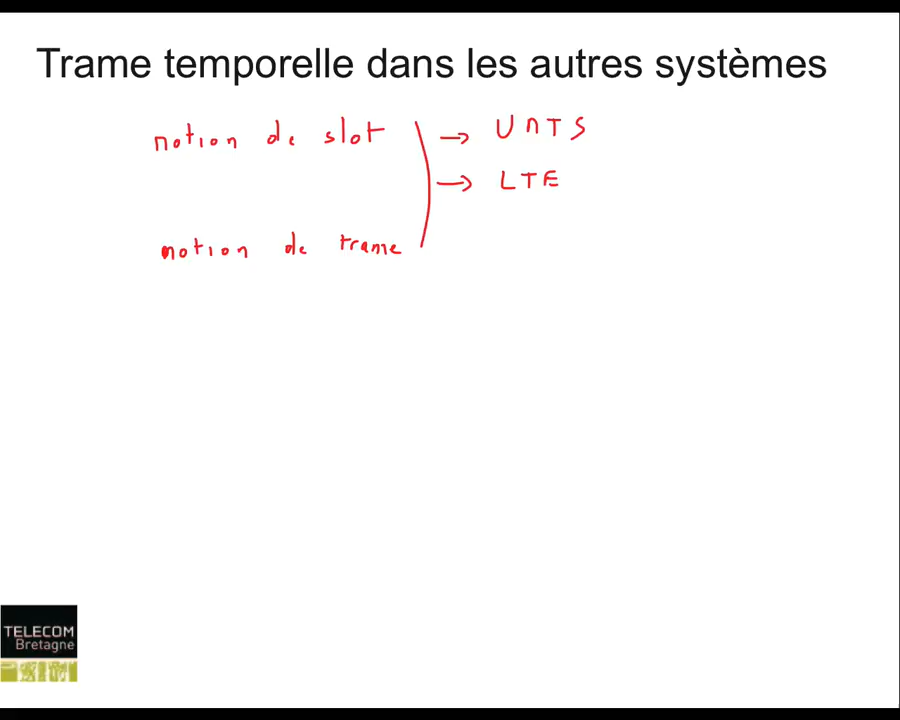 Trame temporelle dans les autres systèmes
notion de slot → UMTS
→ LTE
notion de trame
TELECOM
Bretagne